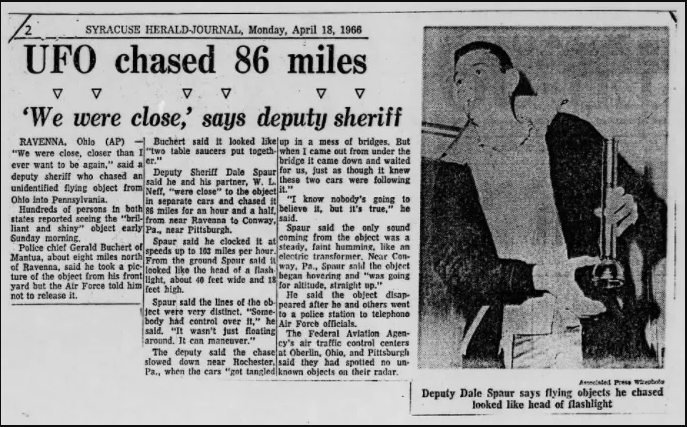 2
SYRACUSE HERALD-JOURNAL, Monday, April 18, 1966
UFO chased 86 miles
'We were close,' says deputy sheriff
RAVENNA, Ohio (AP) —
"We were close, closer than I
ever want to be again," said a
deputy sheriff who chased an
unidentified flying object from
Ohio into Pennsylvania.
Hundreds of persons in both
states reported seeing the "bril-
liant and shiny" object early
Sunday morning.
Police chief Gerald Buchert of
Mantua, about eight miles north
of Ravenna, said he took a pic-
ture of the object from his front
yard but the Air Force told him
not to release it.
Buchert said it looked like
"two table saucers put togeth-
er."
Deputy Sheriff Dale Spaur
said he and his partner, W. L.
Neff, "were close" to the object
in separate cars and chased it
86 miles for an hour and a half,
from near Ravenna to Conway,
Pa., near Pittsburgh.
Spaur said he clocked it at
speeds up to 103 miles per hour.
From the ground Spaur said it
looked like the head of a flash-
light, about 40 feet wide and 18
feet high.
Spaur said the lines of the ob-
ject were very distinct. "Some-
body had control over it," he
said. "It wasn't just floating
around. It can maneuver."
The deputy said the chase
slowed down near Rochester,
Pa., when the cars "got tangled
up in a mess of bridges. But
when I came out from under the
bridge it came down and waited
for us, just as though it knew
these two cars were following
it."
"I know nobody's going to
believe it, but it's true," he
said.
Spaur said the only sound
coming from the object was a
steady, faint humming, like an
electric transformer. Near Con-
way, Pa., Spaur said the object
began hovering and "was going
for altitude, straight up."
He said the object disap-
peared after he and others went
to a police station to telephone
Air Force officials.
The Federal Aviation Agen-
cy's air traffic control centers
at Oberlin, Ohio, and Pittsburgh
said they had spotted no un-
known objects on their radar.
Associated Press Wirephoto
Deputy Dale Spaur says flying objects he chased
looked like head of flashlight